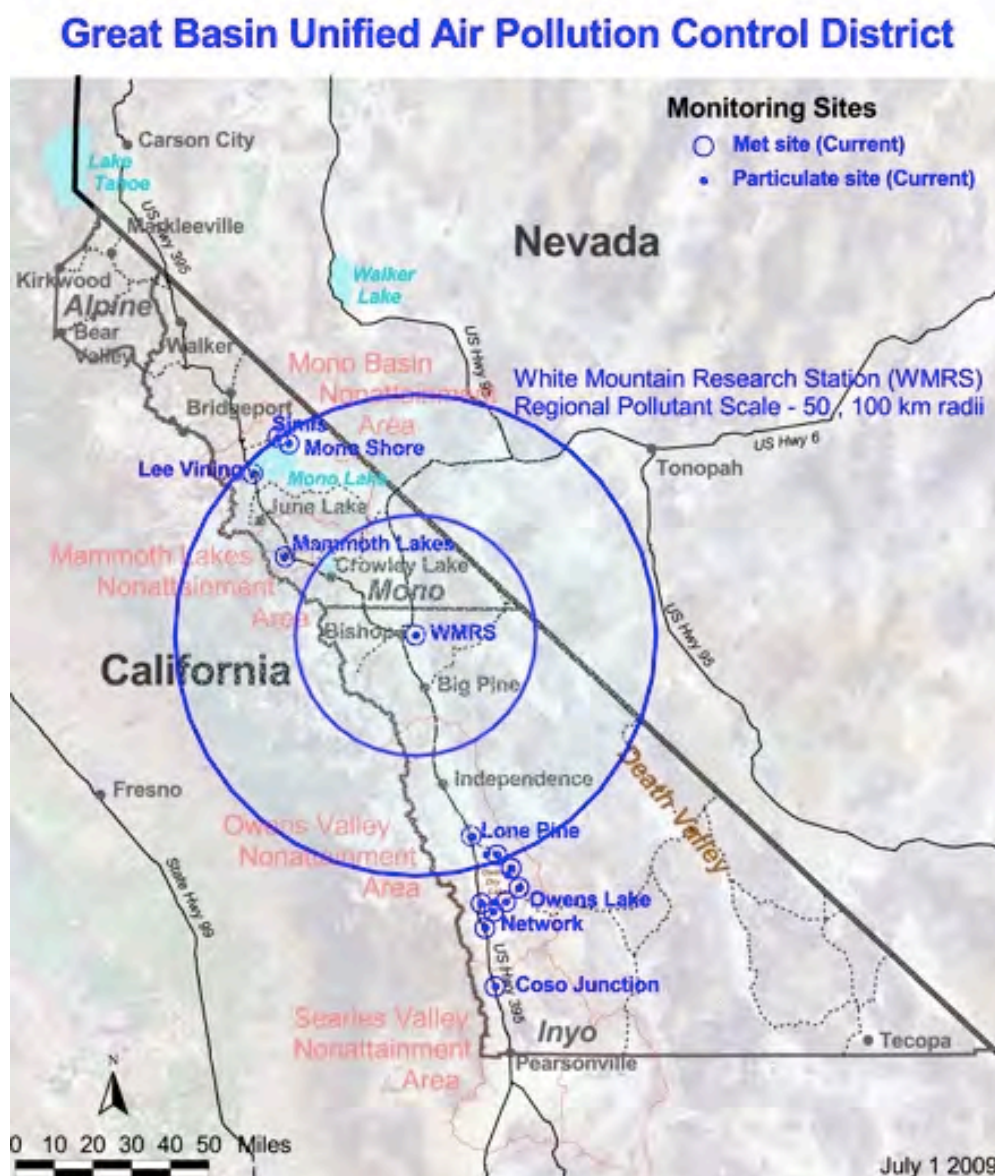 Great Basin Unified Air Pollution Control District
Monitoring Sites
Met site (Current)
Particulate site (Current)
Carson City
Lake
Tahoe
US Hwy 395
Markleeville
Nevada
Kirkwood
Alpine
Walker
Lake
Bear
Valley
Walker
US Hwy 95
Mono Basin
Nonattainment
Area
White Mountain Research Station (WMRS)
Regional Pollutant Scale - 50 , 100 km radii
Bridgeport
Simis
Mono Shore
US Hwy 6
Tonopah
Lee Vining
Mono Lake
June Lake
Mammoth Lakes
Mammoth Lakes
Nonattainment
Area
Crowley Lake
Mono
Bishop
WMRS
US Hwy 95
California
Big Pine
Independence
Death Valley
Fresno
Owens Valley
Nonattainment
Area
Lone Pine
State Hwy 99
Owens Lake
Network
US Hwy 395
Coso Junction
Searles Valley
Nonattainment
Area
Inyo
Tecopa
Pearsonville
N
0 10 20 30 40 50 Miles
July 1 2009